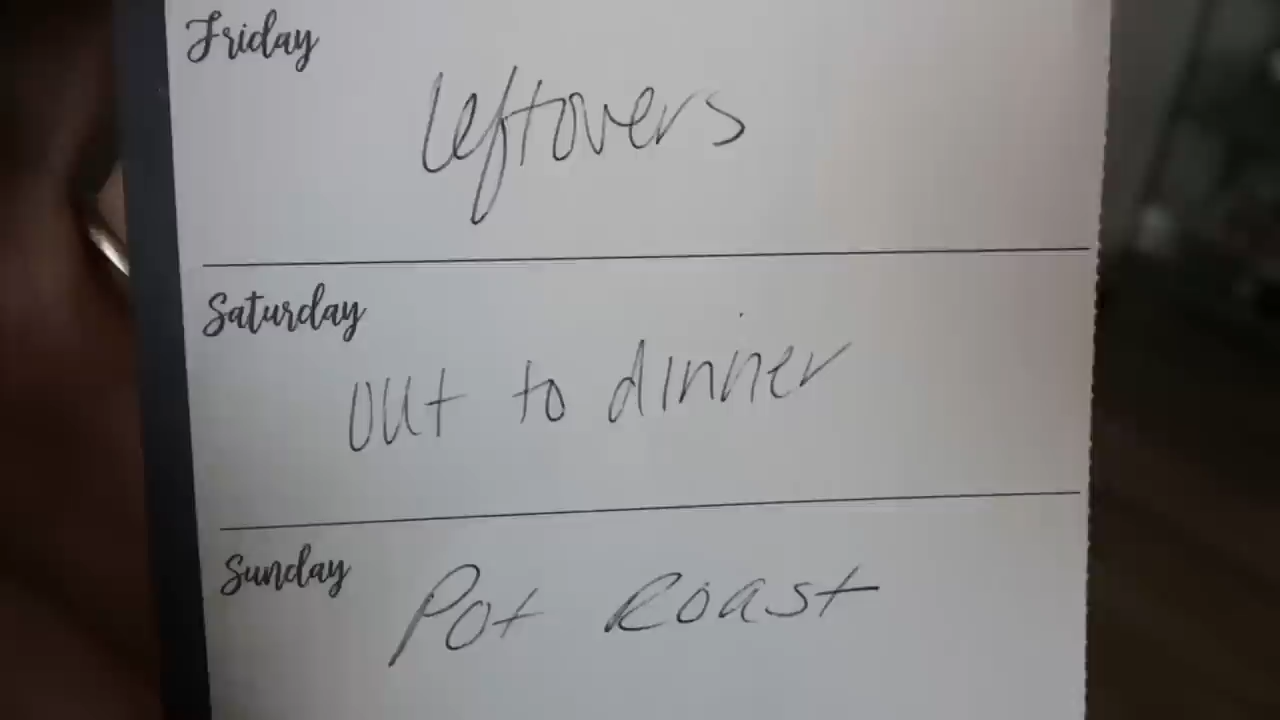 Friday
leftovers
Saturday
out to dinner
Sunday
Pot Roast